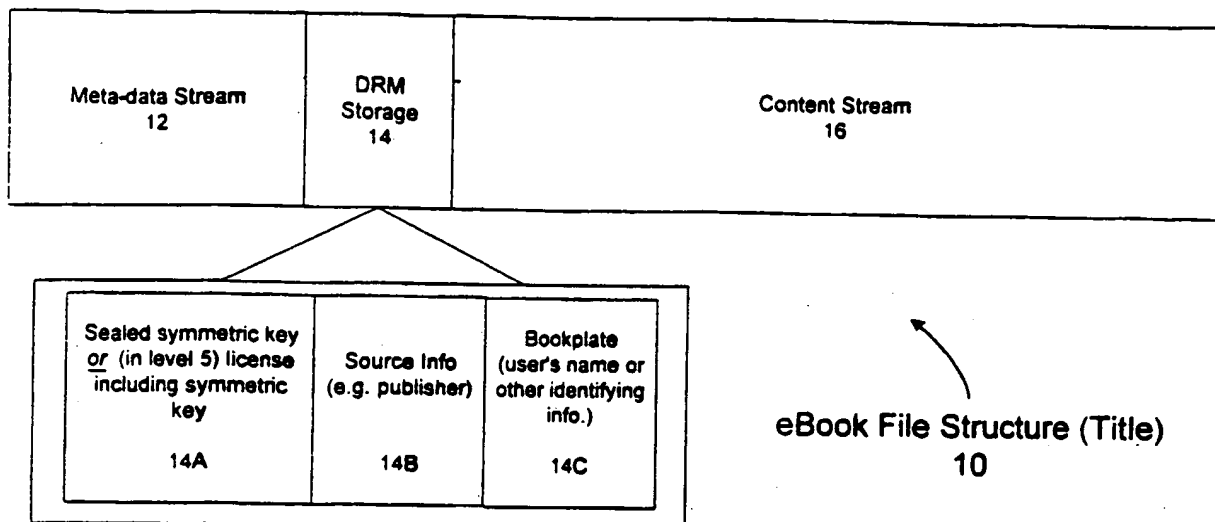 Meta-data Stream
12
DRM
Storage
14
Content Stream
16
Sealed symmetric key
or (in level 5) license
including symmetric
key
14A
Source Info
(e.g. publisher)
14B
Bookplate
(user's name or
other identifying
info.)
14C
eBook File Structure (Title)
10